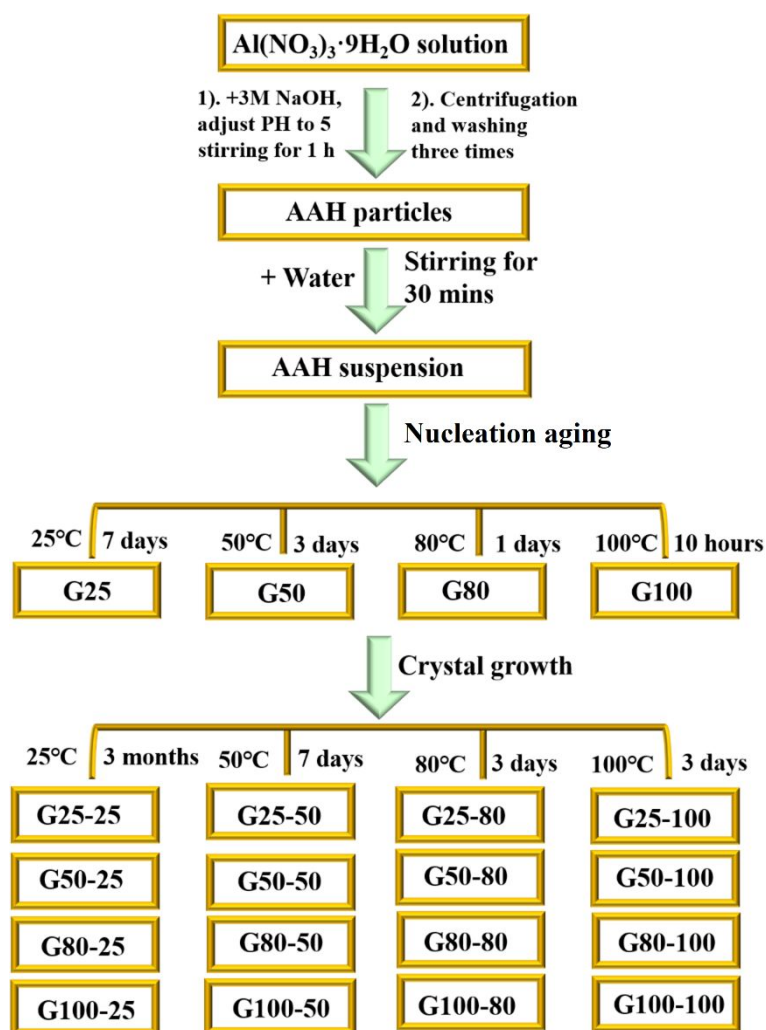 Al(NO₃)₃·9H₂O solution
1). +3M NaOH,
adjust PH to 5
stirring for 1 h
2). Centrifugation
and washing
three times
AAH particles
+ Water
Stirring for
30 mins
AAH suspension
Nucleation aging
25°C 7 days
50°C 3 days
80°C 1 days
100°C 10 hours
G25
G50
G80
G100
Crystal growth
25°C 3 months
50°C 7 days
80°C 3 days
100°C 3 days
G25-25
G25-50
G25-80
G25-100
G50-25
G50-50
G50-80
G50-100
G80-25
G80-50
G80-80
G80-100
G100-25
G100-50
G100-80
G100-100